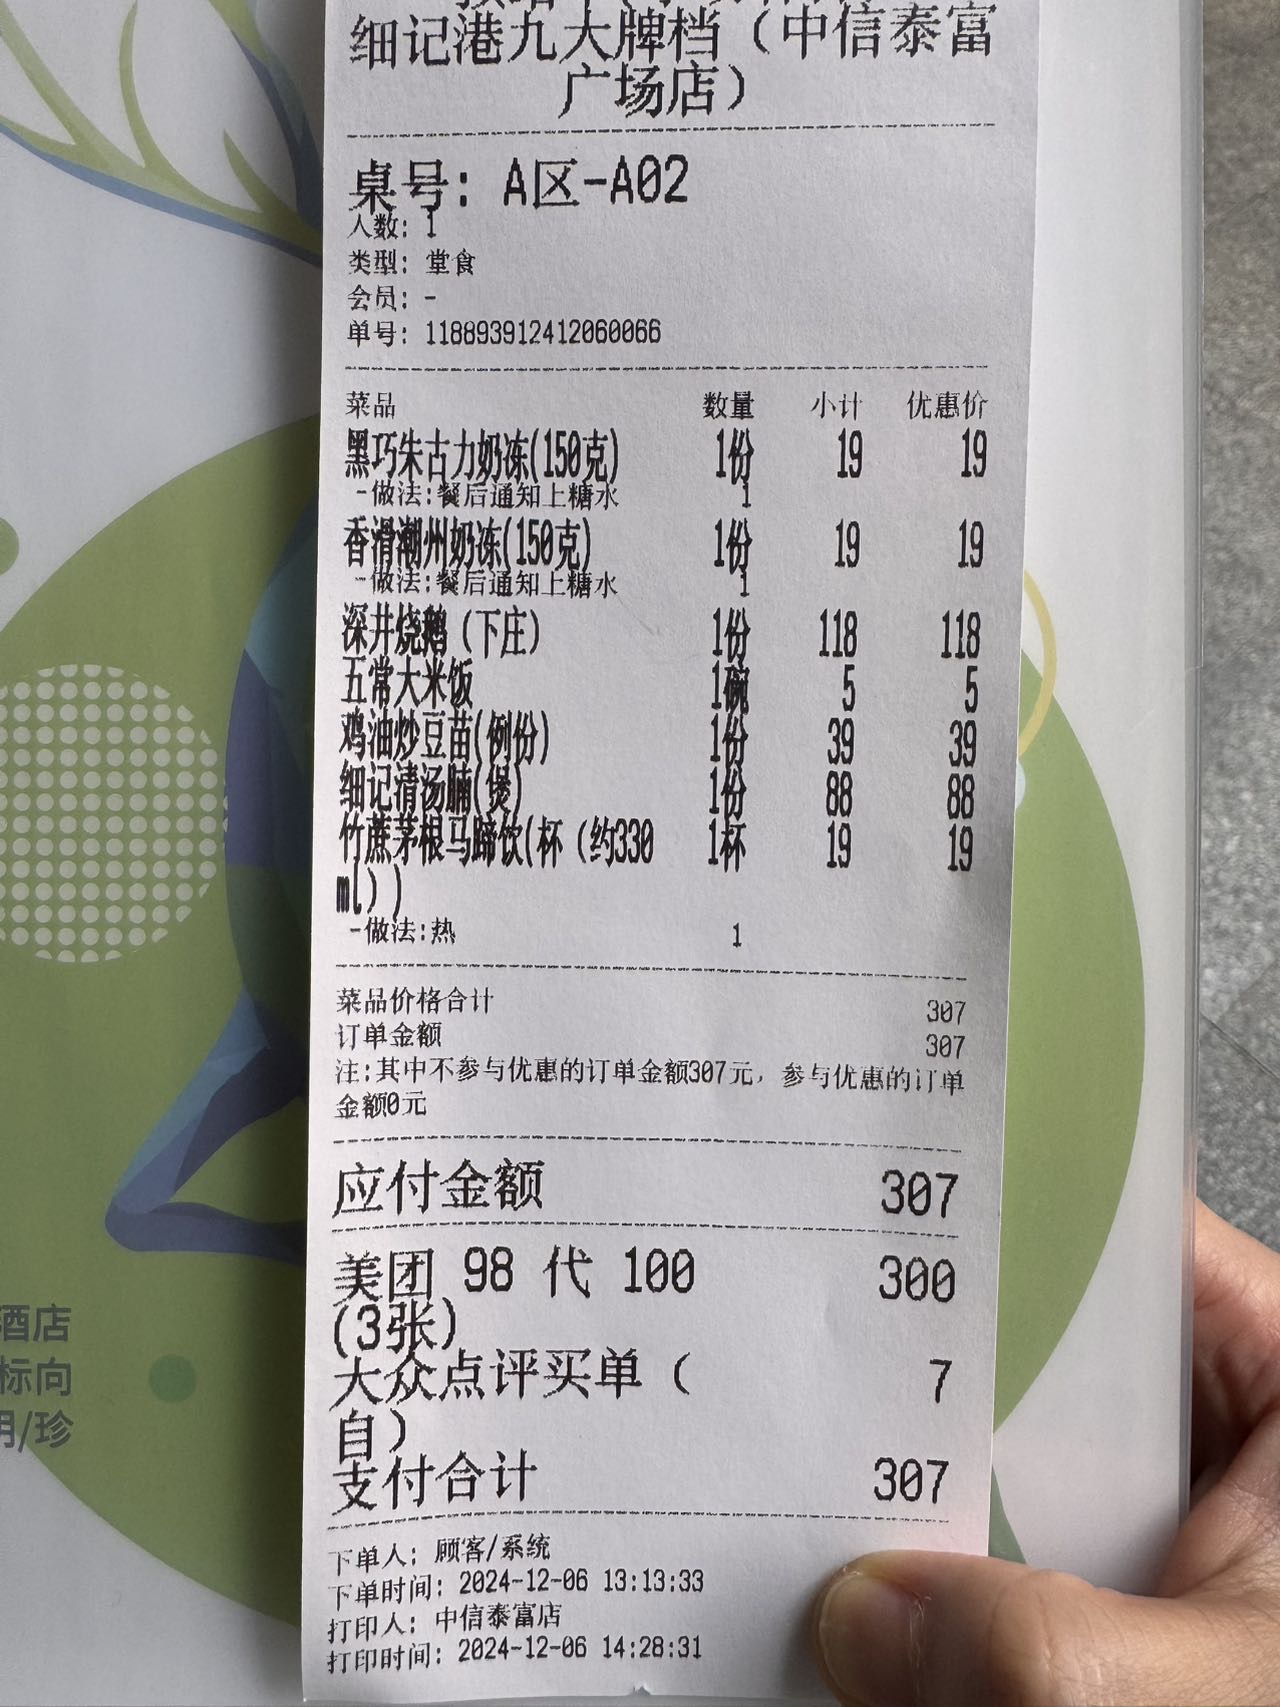 细记港九大牌档（中信泰富
广场店）
桌号: A区-A02
人数: 1
类型: 堂食
会员: -
单号: 118893912412060066
菜品 数量 小计 优惠价
黑巧朱古力奶冻(150克) 1份 19 19
-做法:餐后通知上糖水 1
香滑潮州奶冻(150克) 1份 19 19
-做法:餐后通知上糖水 1
深井烧鹅（下庄） 1份 118 118
五常大米饭 1碗 5 5
鸡油炒豆苗(例份) 1份 39 39
细记清汤腩(煲) 1份 88 88
竹蔗茅根马蹄饮(杯（约330 1杯 19 19
ml）)
-做法:热 1
菜品价格合计 307
订单金额 307
注:其中不参与优惠的订单金额307元，参与优惠的订单
金额0元
应付金额 307
美团 98 代 100 300
(3张)
大众点评买单（ 7
自）
支付合计 307
下单人: 顾客/系统
下单时间: 2024-12-06 13:13:33
打印人: 中信泰富店
打印时间: 2024-12-06 14:28:31
酒店
标向
/珍